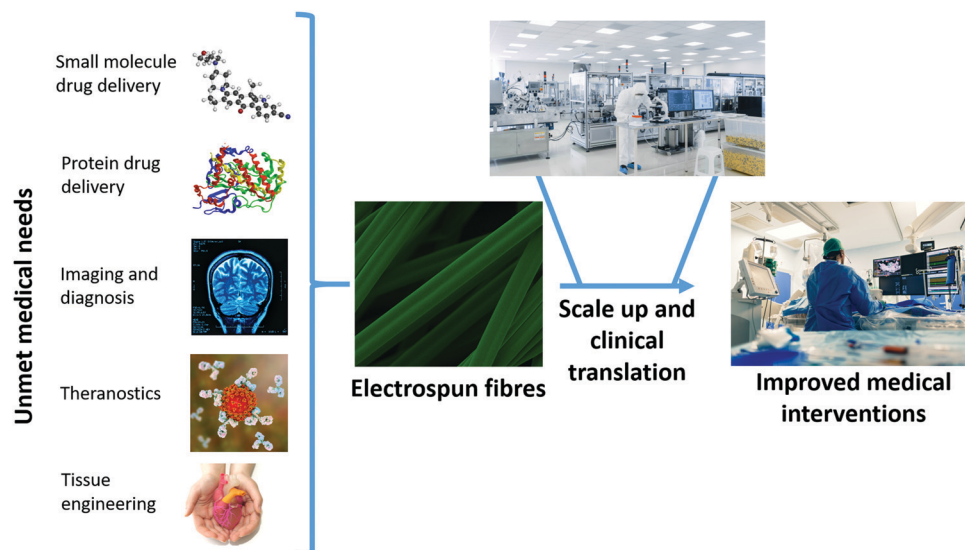 Unmet medical needs
Small molecule
drug delivery
Protein drug
delivery
Imaging and
diagnosis
Theranostics
Tissue
engineering
Electrospun fibres
Scale up and
clinical
translation
Improved medical
interventions